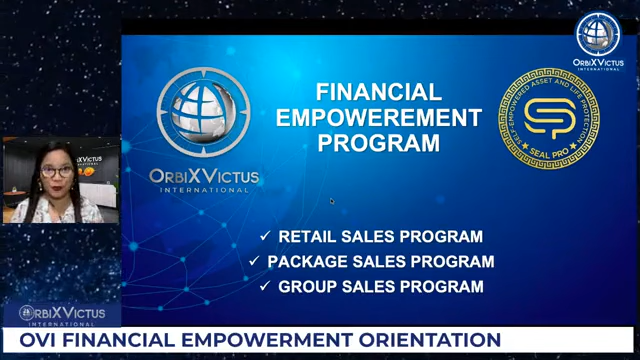 ORBIXVICTUS
INTERNATIONAL
FINANCIAL
EMPOWEREMENT
PROGRAM
ORBIXVICTUS
INTERNATIONAL
SELF-EMPOWERED ASSET AND LIFE PROTECTION
SEAL PRO
✓ RETAIL SALES PROGRAM
✓ PACKAGE SALES PROGRAM
✓ GROUP SALES PROGRAM
ORBIXVICTUS
INTERNATIONAL
OVI FINANCIAL EMPOWERMENT ORIENTATION